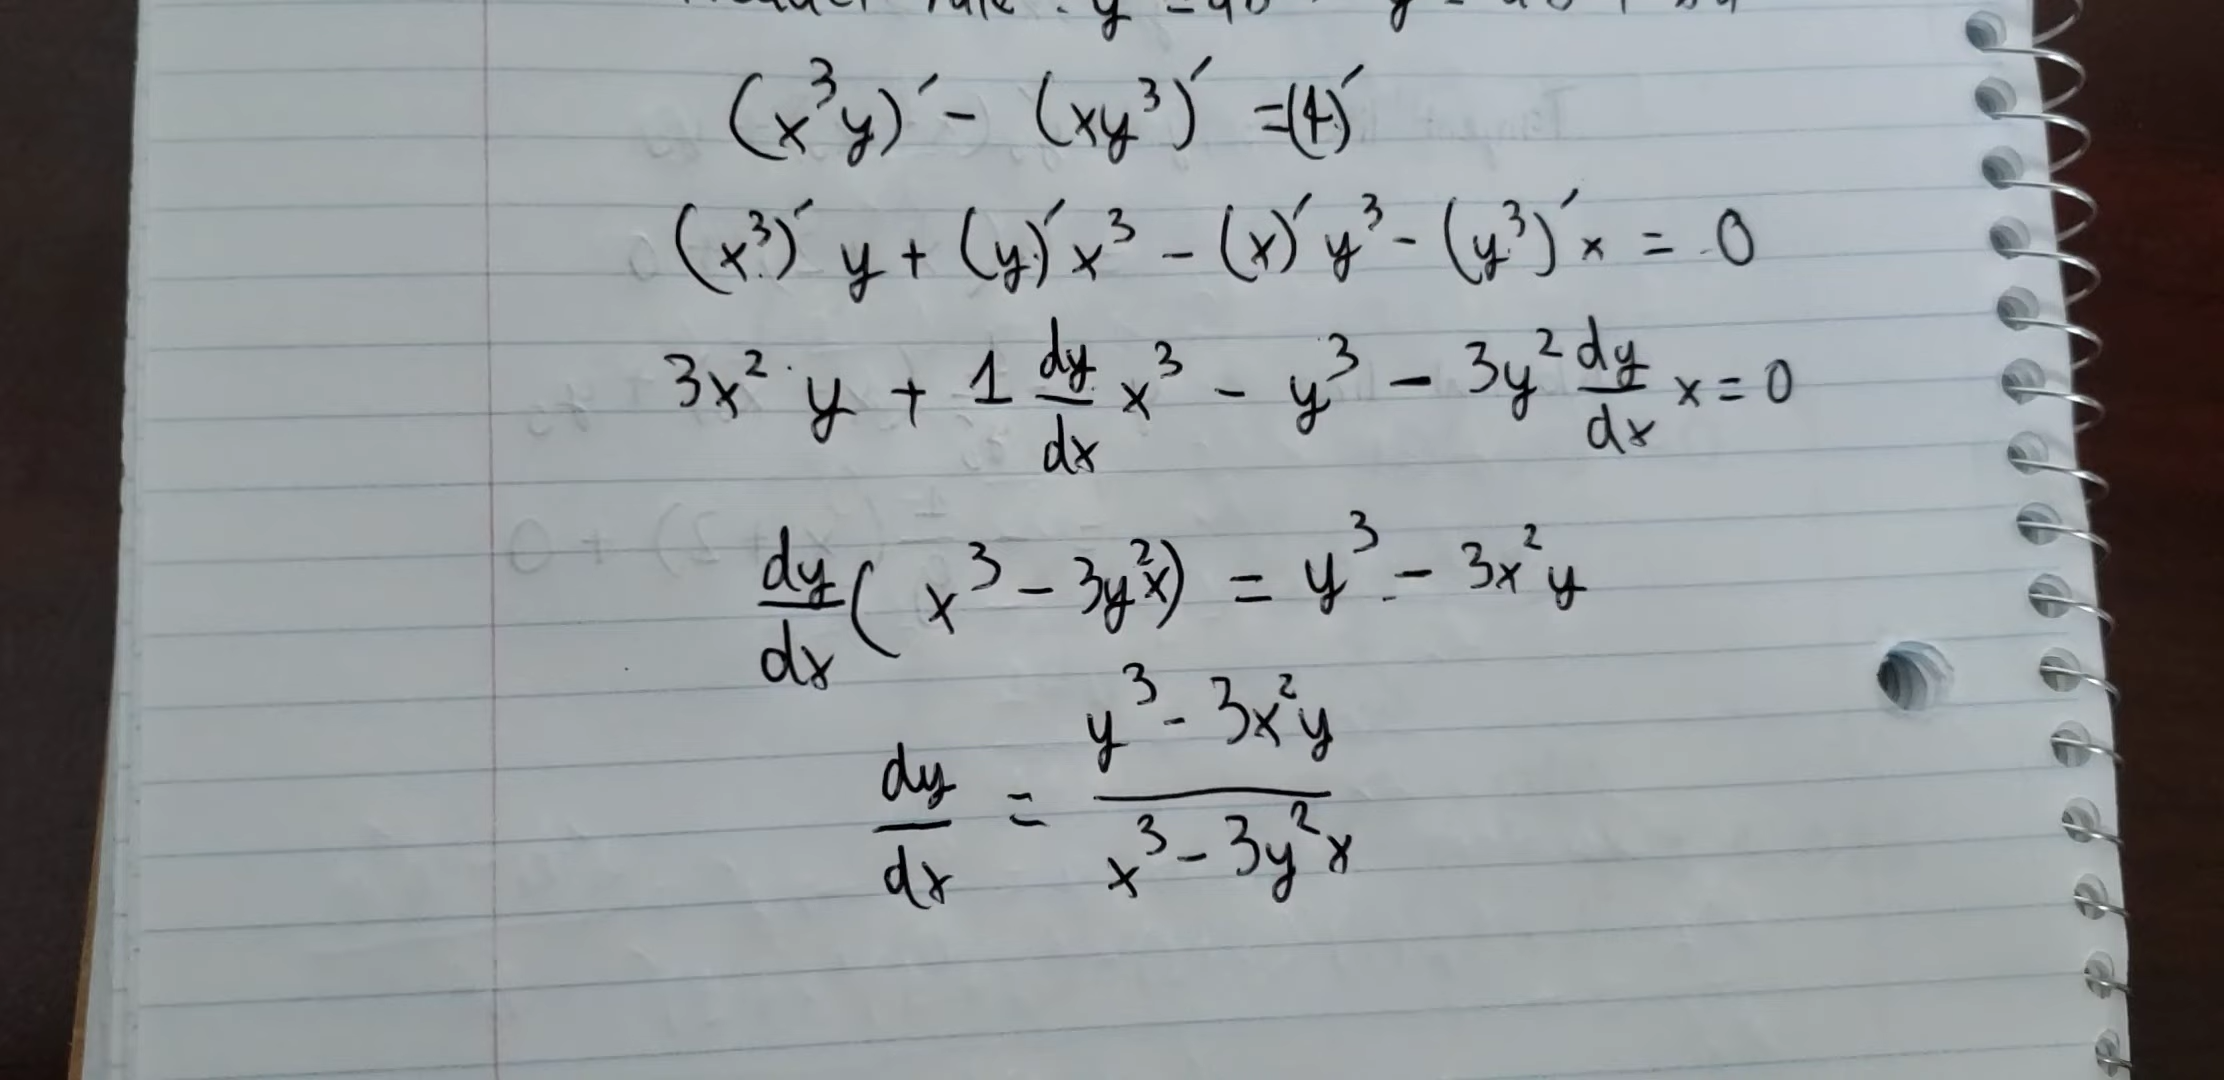 rule : y =
(x³y)′ − (xy³)′ =(4)′
(x³)′ y + (y)′ x³ − (x)′ y³ − (y³)′ x = 0
3x² · y + 1 dy/dx x³ − y³ − 3y² dy/dx x = 0
dy/dx ( x³ − 3y²x) = y³ − 3x²y
dy/dx = y³ − 3x²y / x³ − 3y²x